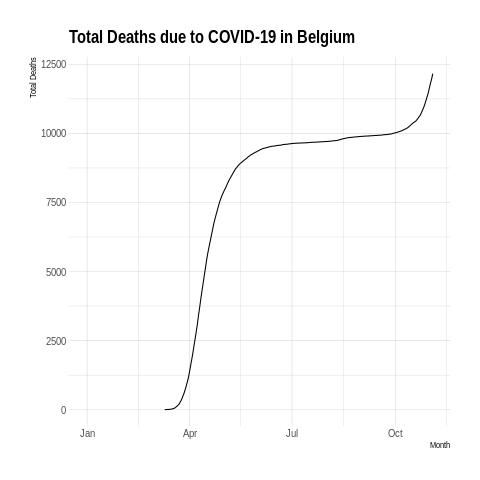 Total Deaths due to COVID-19 in Belgium
Total Deaths
12500
10000
7500
5000
2500
0
Jan Apr Jul Oct
Month